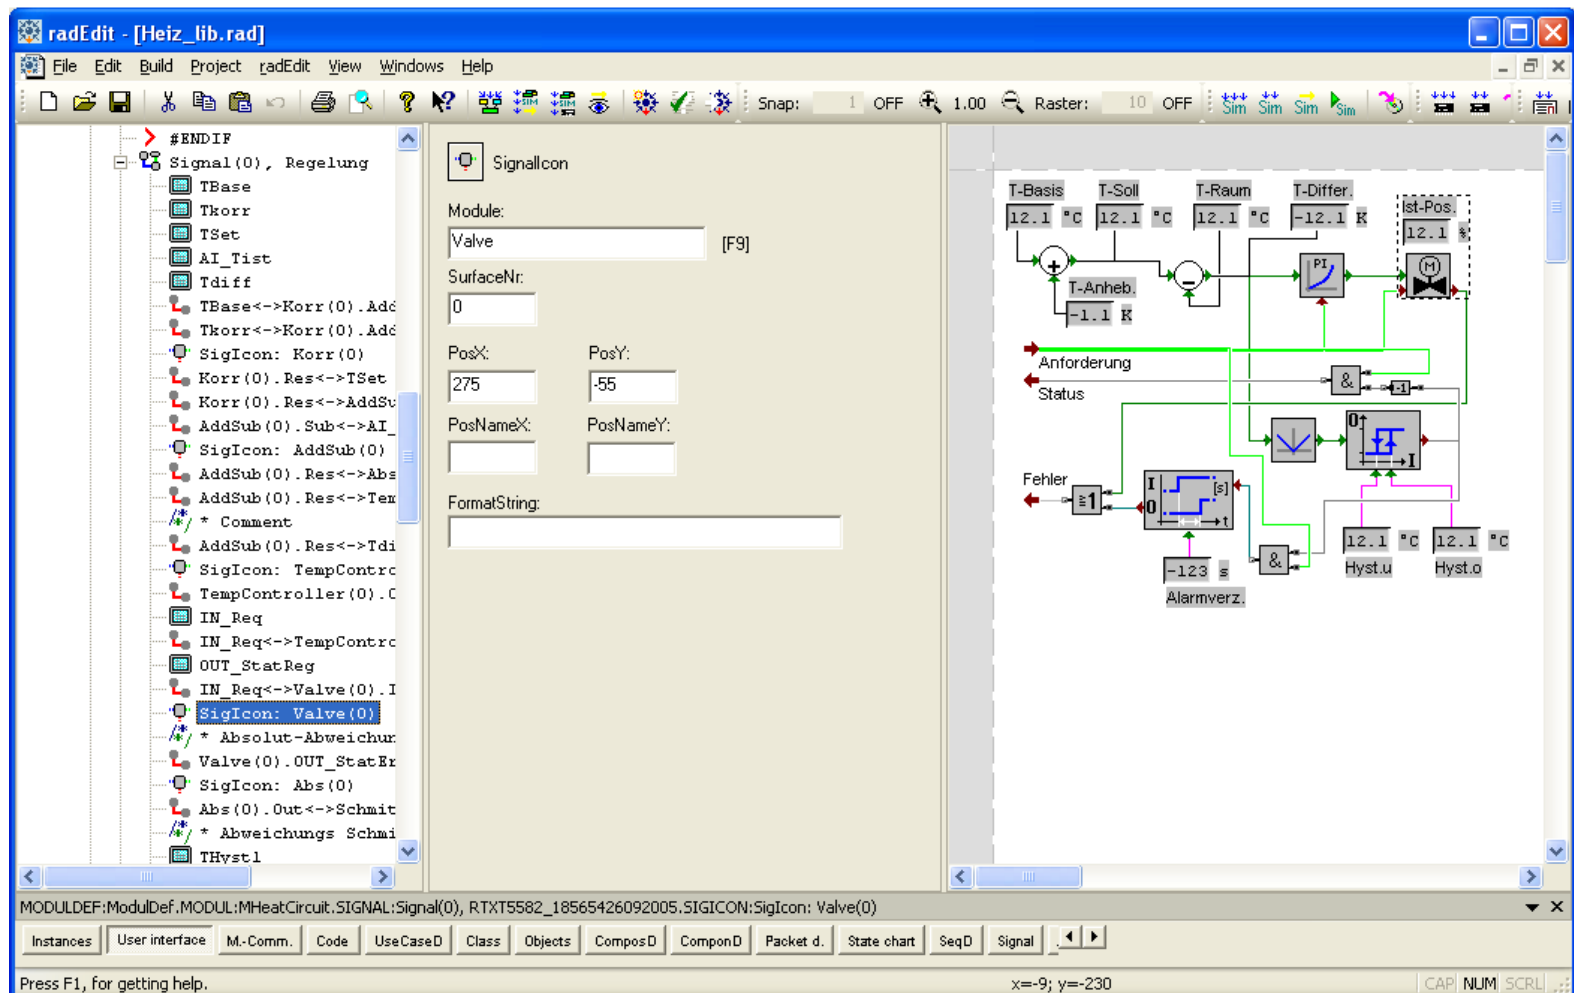 radEdit - [Heiz_lib.rad]
File Edit Build Project radEdit View Windows Help
Snap: 1 OFF 1.00 Raster: 10 OFF Sim Sim Sim Sim
#ENDIF
Signal(0), Regelung
TBase
Tkorr
TSet
AI_Tist
Tdiff
TBase<->Korr(0).Add
Tkorr<->Korr(0).Add
SigIcon: Korr(0)
Korr(0).Res<->TSet
Korr(0).Res<->AddSu
AddSub(0).Sub<->AI_
SigIcon: AddSub(0)
AddSub(0).Res<->Abs
AddSub(0).Res<->Tem
* Comment
AddSub(0).Res<->Tdi
SigIcon: TempContro
TempController(0).O
IN_Req
IN_Req<->TempContro
OUT_StatReg
IN_Req<->Valve(0).I
SigIcon: Valve(0)
* Absolut-Abweichun
Valve(0).OUT_StatEr
SigIcon: Abs(0)
Abs(0).Out<->Schmit
* Abweichungs Schmi
THyst1
SignalIcon
Module:
Valve [F9]
SurfaceNr:
0
PosX: PosY:
275 -55
PosNameX: PosNameY:
FormatString:
T-Basis T-Soll T-Raum T-Differ. Ist-Pos.
12.1 °C 12.1 °C 12.1 °C -12.1 K 12.1 %
+ - PI M
T-Anheb.
-1.1 K
Anforderung
& -1
Status
0 I
Fehler
≧1 I 0 [s] t
12.1 °C 12.1 °C
-123 s & Hyst.u Hyst.o
Alarmverz.
MODULDEF:ModulDef.MODUL:MHeatCircuit.SIGNAL:Signal(0), RTXT5582_18565426092005.SIGICON:SigIcon: Valve(0)
Instances User interface M.-Comm. Code UseCaseD Class Objects ComposD ComponD Packet d. State chart SeqD Signal
Press F1, for getting help. x=-9; y=-230 CAP NUM SCRL